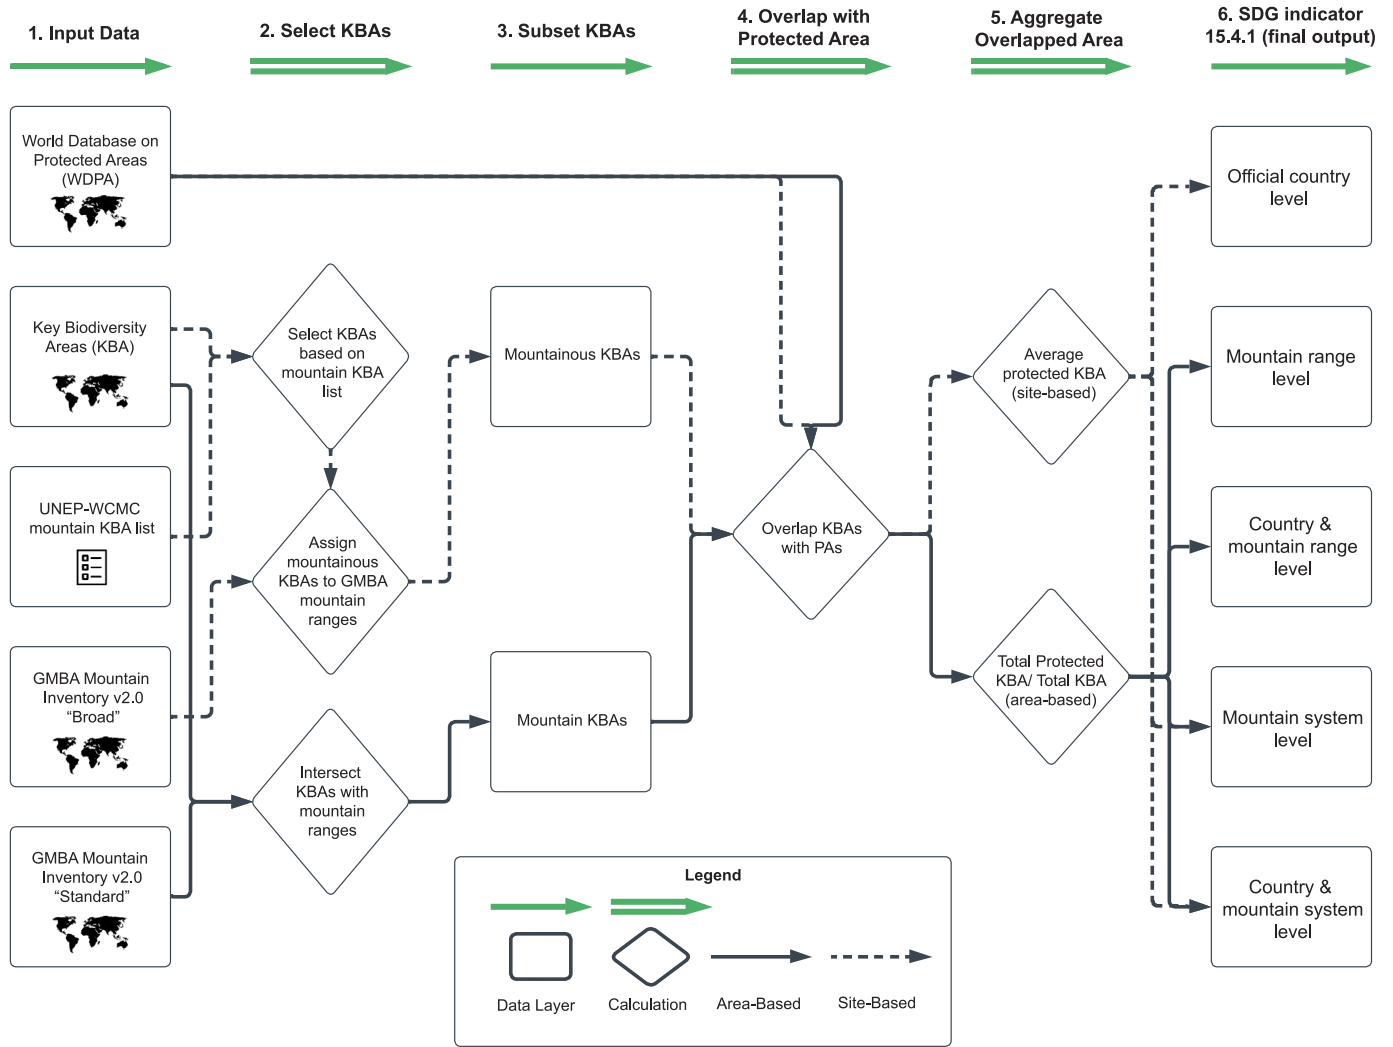 1. Input Data
2. Select KBAs
3. Subset KBAs
4. Overlap with
Protected Area
5. Aggregate
Overlapped Area
6. SDG indicator
15.4.1 (final output)
World Database on
Protected Areas
(WDPA)
Key Biodiversity
Areas (KBA)
UNEP-WCMC
mountain KBA list
GMBA Mountain
Inventory v2.0
“Broad”
GMBA Mountain
Inventory v2.0
“Standard”
Select KBAs
based on
mountain KBA
list
Assign
mountainous
KBAs to GMBA
mountain
ranges
Intersect
KBAs with
mountain
ranges
Mountainous KBAs
Mountain KBAs
Overlap KBAs
with PAs
Average
protected KBA
(site-based)
Total Protected
KBA/ Total KBA
(area-based)
Official country
level
Mountain range
level
Country &
mountain range
level
Mountain system
level
Country &
mountain system
level
Legend
Data Layer
Calculation
Area-Based
Site-Based